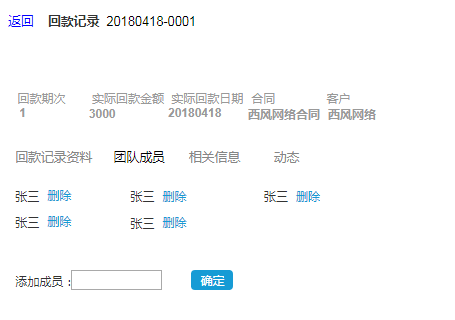 返回 回款记录 20180418-0001
回款期次 实际回款金额 实际回款日期 合同 客户
1 3000 20180418 西风网络合同 西风网络
回款记录资料 团队成员 相关信息 动态
张三 删除 张三 删除 张三 删除
张三 删除 张三 删除
添加成员： 确定